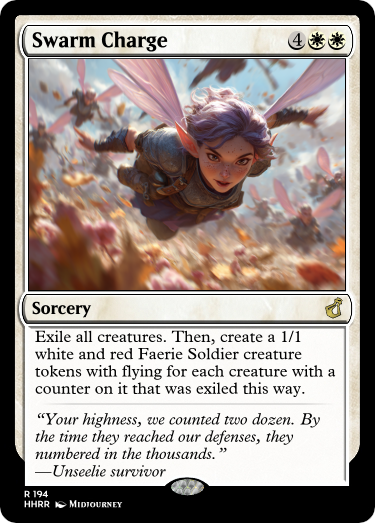 Swarm Charge 4
Sorcery
Exile all creatures. Then, create a 1/1
white and red Faerie Soldier creature
tokens with flying for each creature with a
counter on it that was exiled this way.
“Your highness, we counted two dozen. By
the time they reached our defenses, they
numbered in the thousands.”
—Unseelie survivor
R 194
HHRR Midjourney